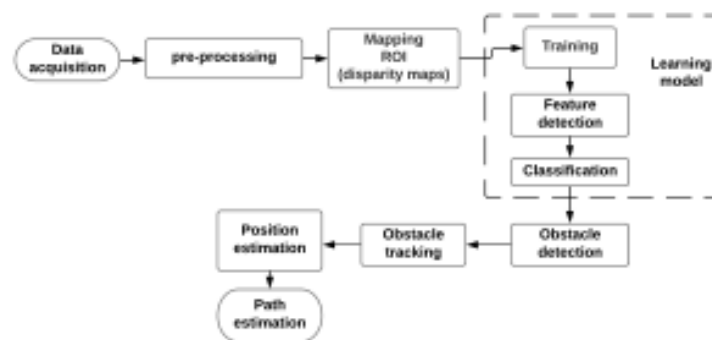 Data
acquisition
pre-processing
Mapping
ROI
(disparity maps)
Training
Learning
model
Feature
detection
Classification
Obstacle
detection
Obstacle
tracking
Position
estimation
Path
estimation